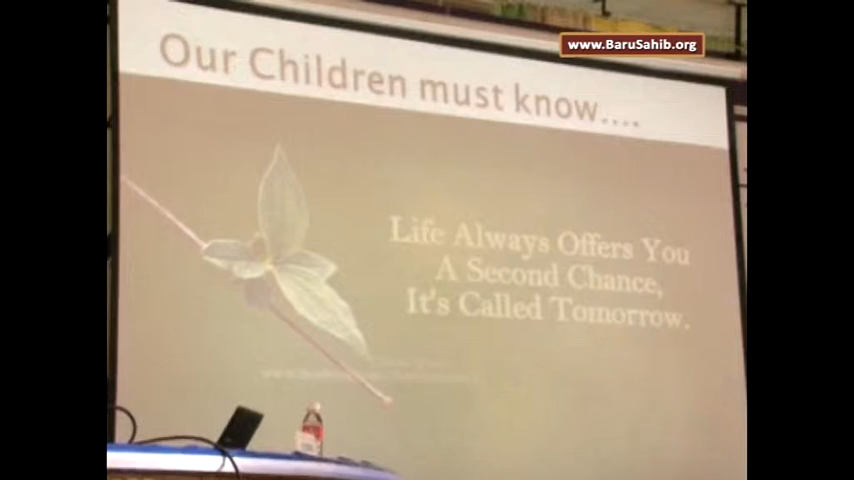 www.BaruSahib.org
Our Children must know....
Life Always Offers You
A Second Chance,
It's Called Tomorrow.